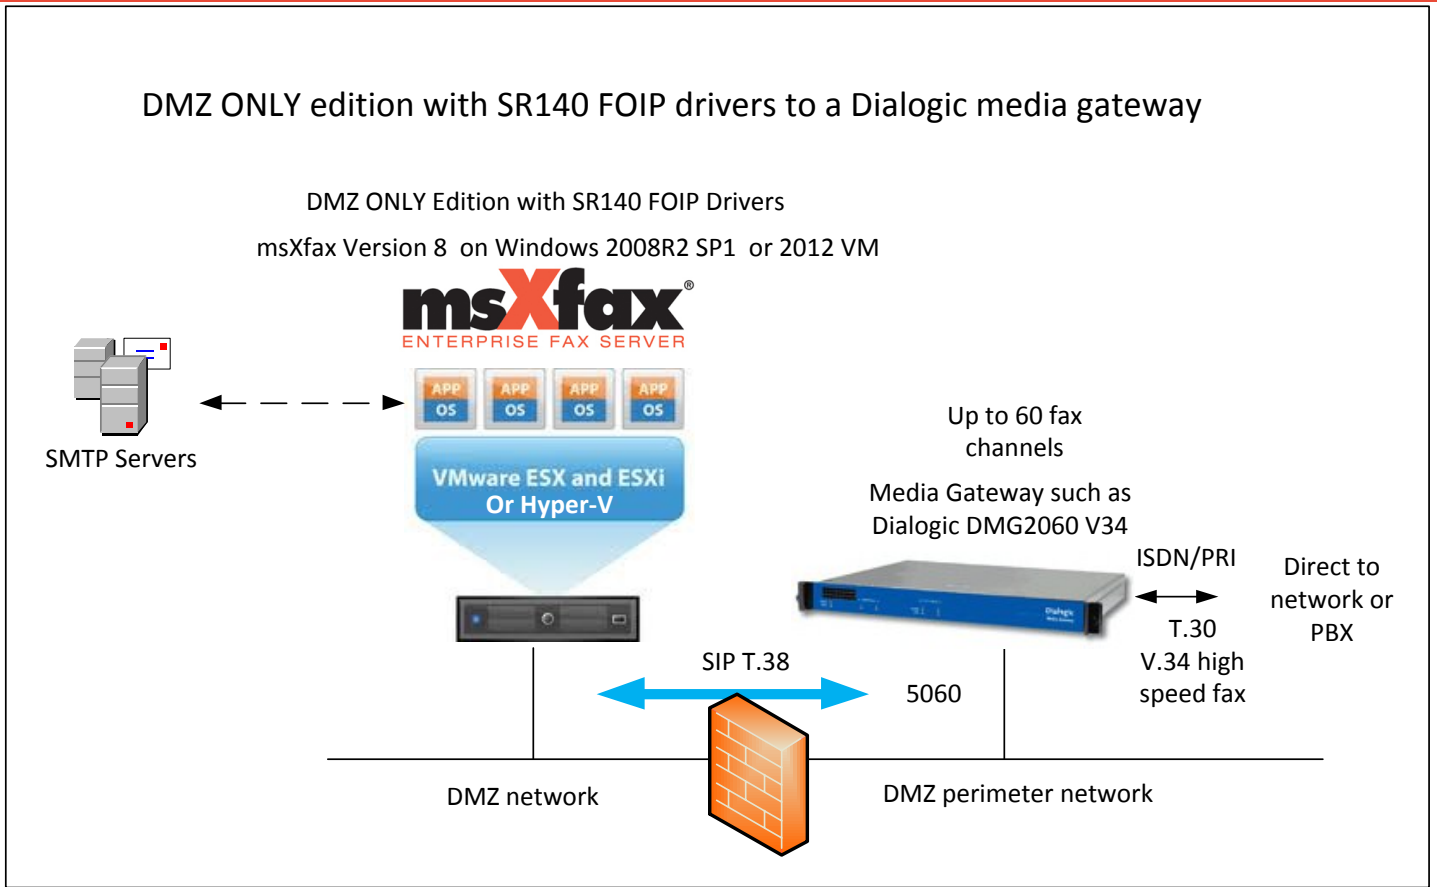 DMZ ONLY edition with SR140 FOIP drivers to a Dialogic media gateway
DMZ ONLY Edition with SR140 FOIP Drivers
msXfax Version 8 on Windows 2008R2 SP1 or 2012 VM
msXfax®
ENTERPRISE FAX SERVER
APP APP APP APP
OS OS OS OS
SMTP Servers
VMware ESX and ESXi
Or Hyper-V
Up to 60 fax
channels
Media Gateway such as
Dialogic DMG2060 V34
Dialogic
ISDN/PRI
T.30
V.34 high
speed fax
Direct to
network or
PBX
SIP T.38
5060
DMZ network
DMZ perimeter network